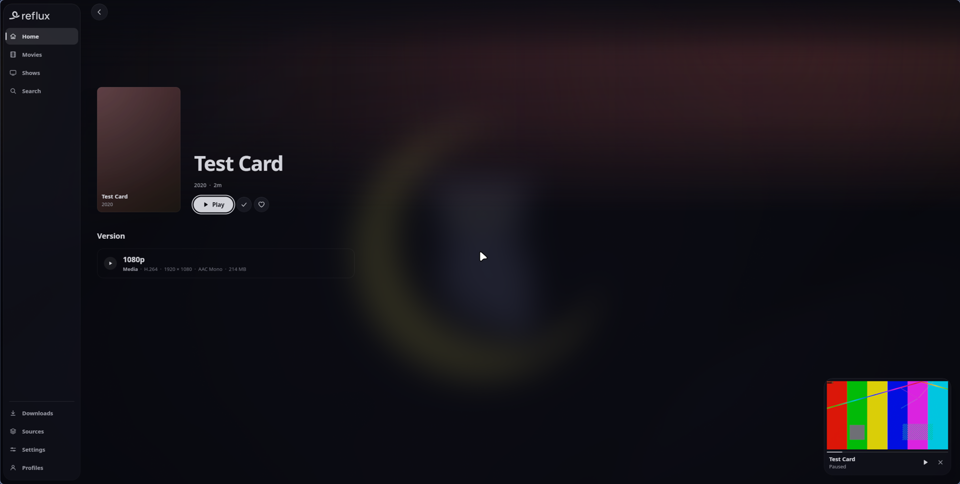 reflux
Home
Movies
Shows
Search
Test Card
2020
Test Card
2020 · 2m
Play
Version
1080p
Media · H.264 · 1920 × 1080 · AAC Mono · 214 MB
Downloads
Sources
Settings
Profiles
Test Card
Paused